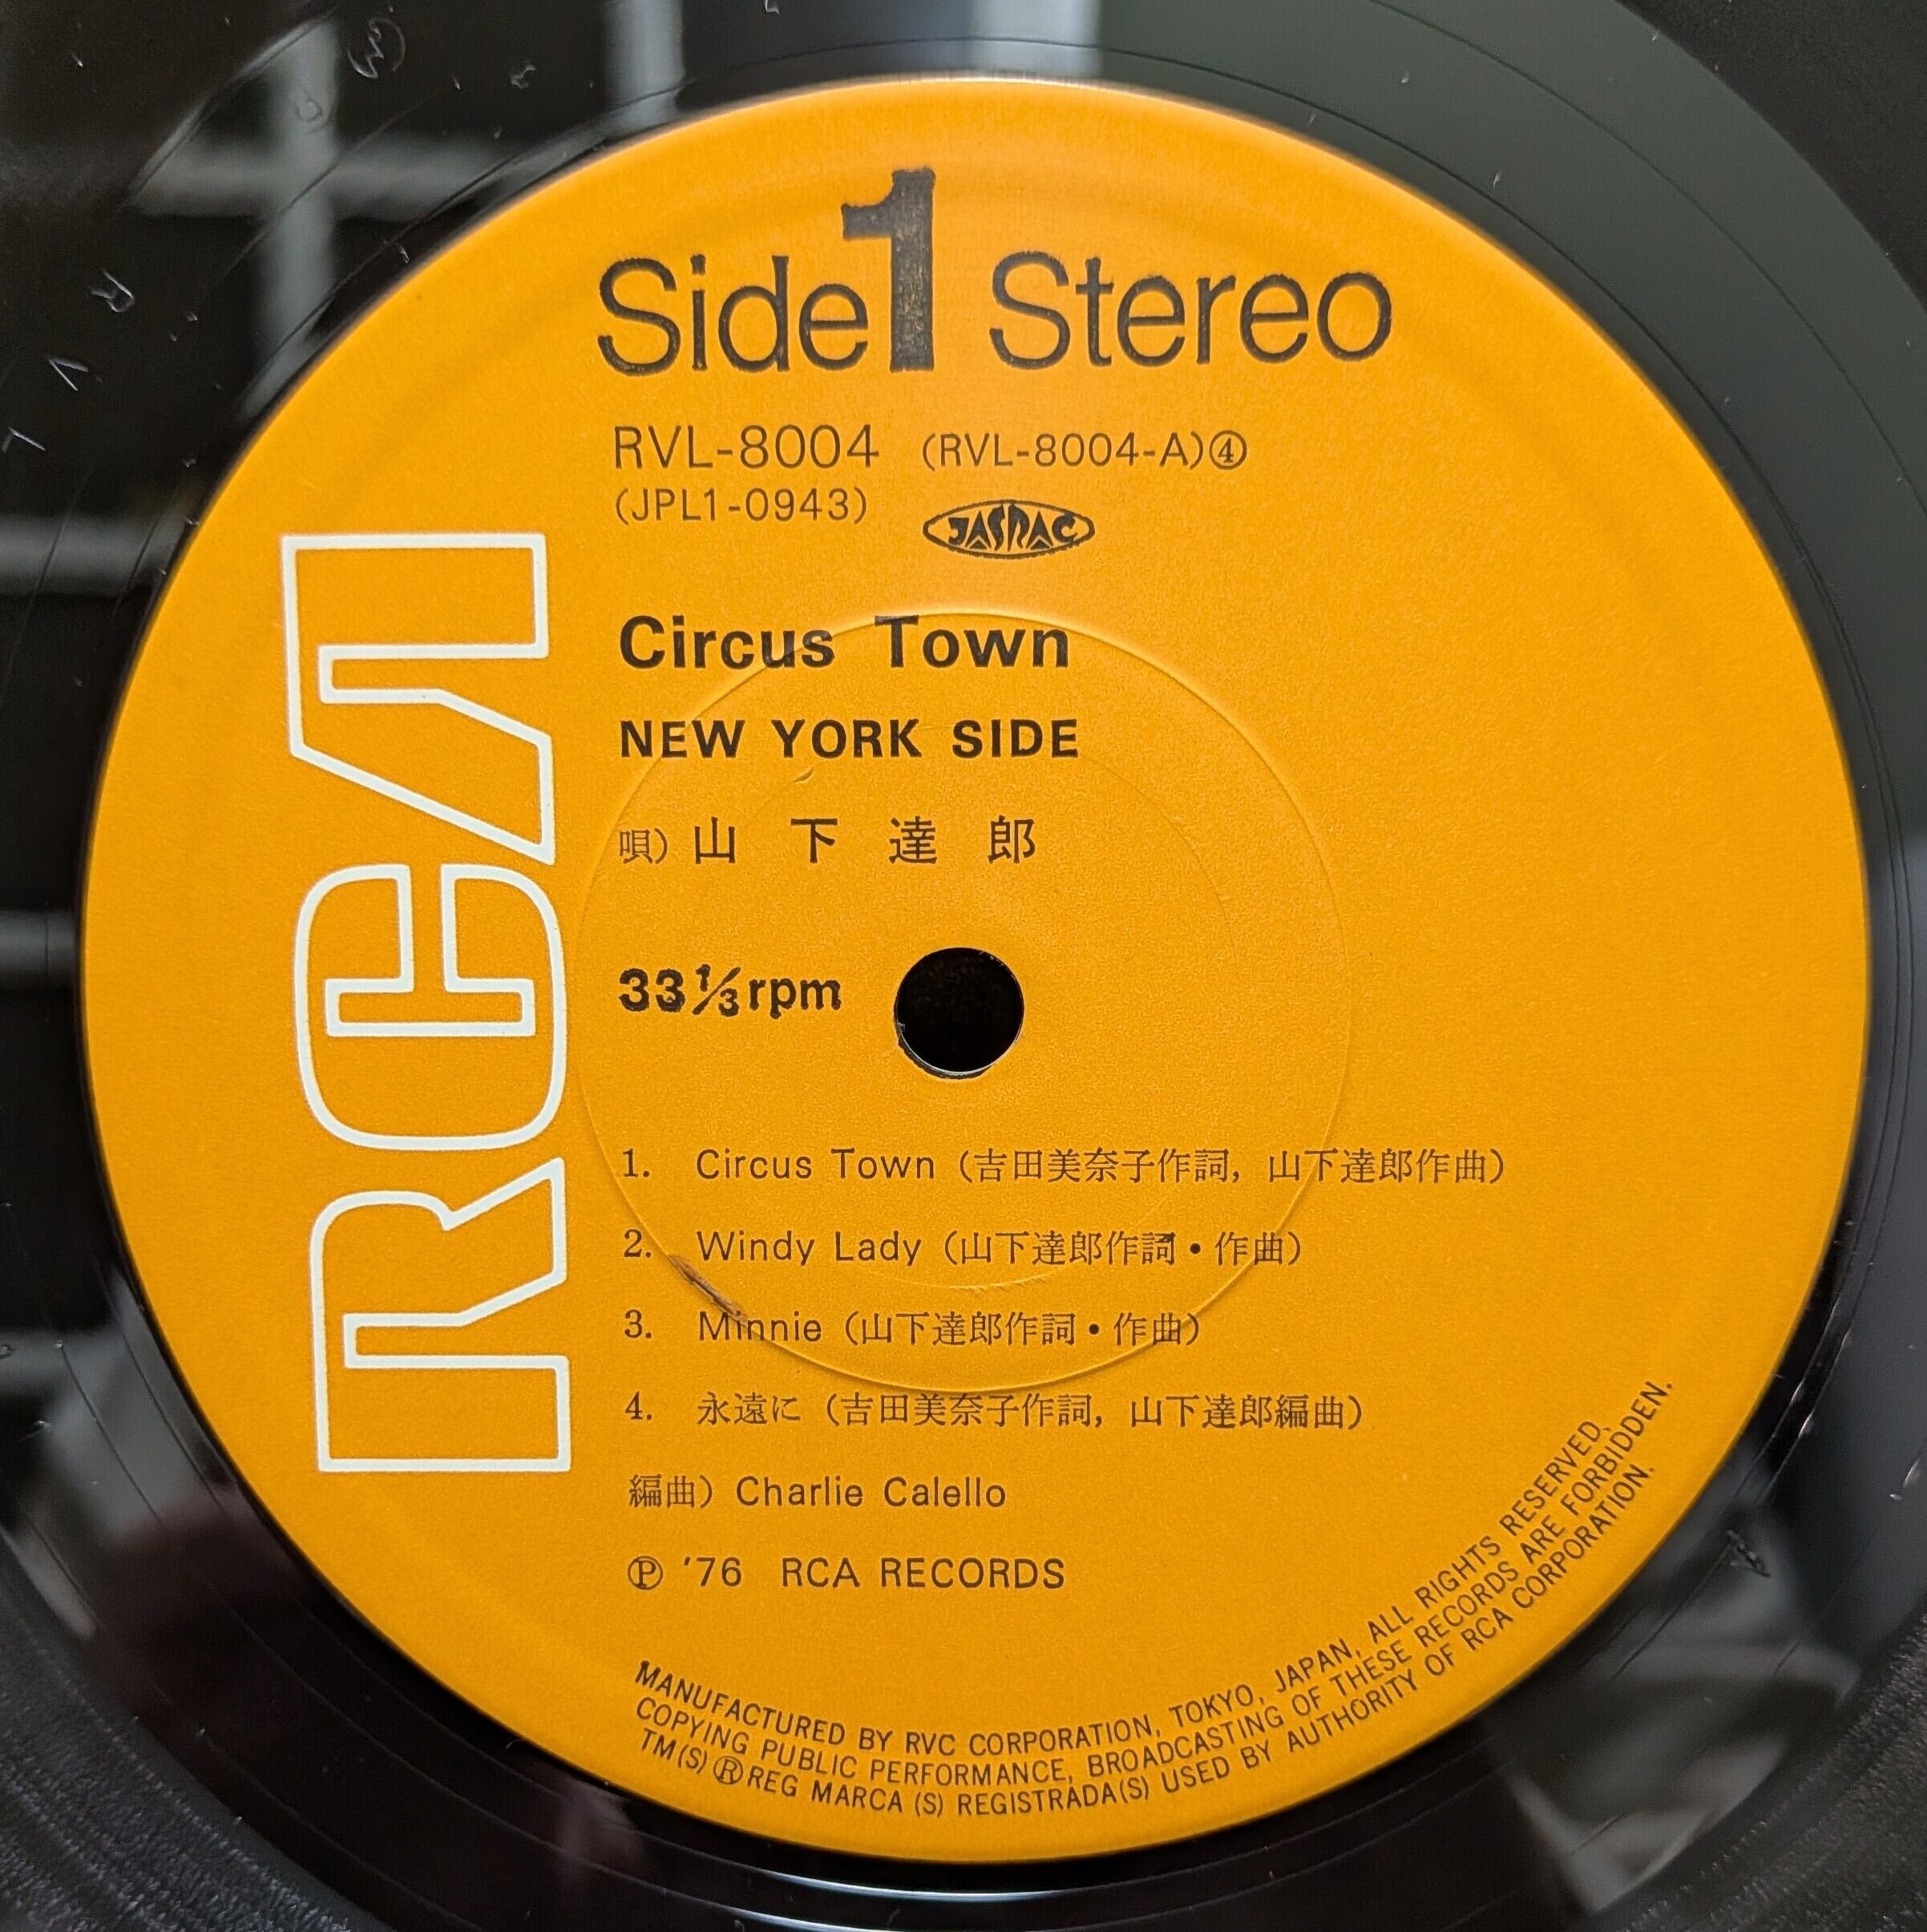 Side 1 Stereo
RVL-8004 (RVL-8004-A)④
(JPL1-0943)
JASRAC
Circus Town
NEW YORK SIDE
唄) 山下達郎
33⅓rpm
1. Circus Town (吉田美奈子作詞, 山下達郎作曲)
2. Windy Lady (山下達郎作詞・作曲)
3. Minnie (山下達郎作詞・作曲)
4. 永遠に (吉田美奈子作詞, 山下達郎編曲)
編曲) Charlie Calello
Ⓟ '76 RCA RECORDS
MANUFACTURED BY RVC CORPORATION, TOKYO, JAPAN, ALL RIGHTS RESERVED,
COPYING PUBLIC PERFORMANCE, BROADCASTING OF THESE RECORDS ARE FORBIDDEN.
TM(S) ® REG MARCA (S) REGISTRADA(S) USED BY AUTHORITY OF RCA CORPORATION.
RCA